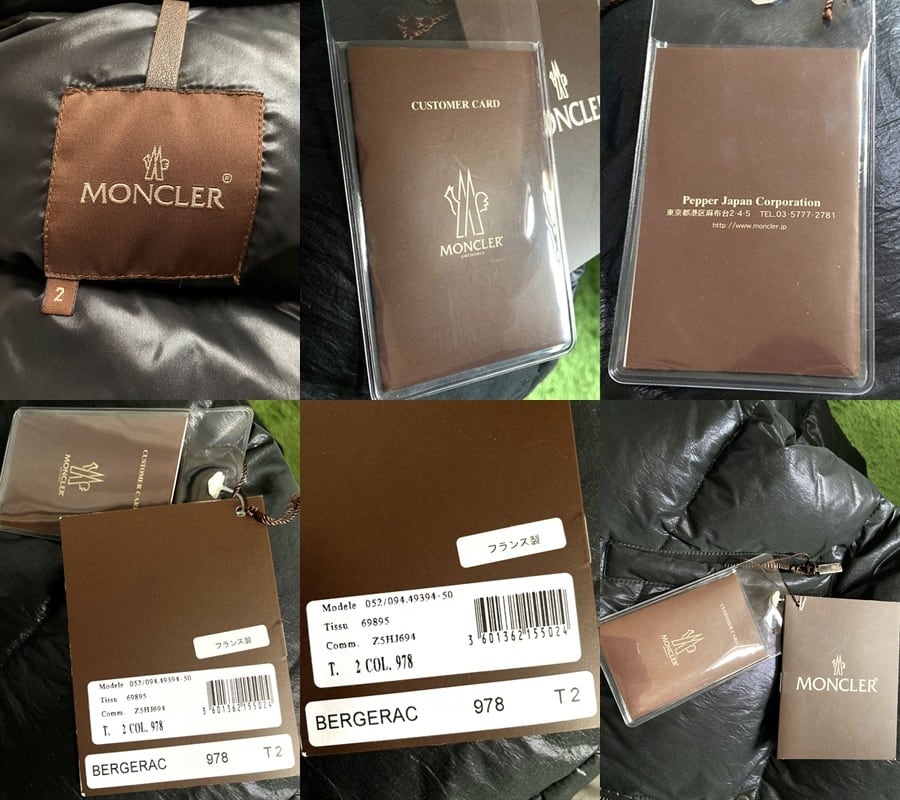 MONCLER®
2
CUSTOMER CARD
MONCLER®
GRENOBLE
MONCLE
Pepper Japan Corporation
東京都港区麻布台2-4-5 TEL.03-5777-2781
http://www.moncler.jp
CUSTOMER CA
MONCLER
フランス製
Modele 052/094.49394-50
Tissu 69895
Comm. Z5HJ694
3 601362 155024
T. 2 COL. 978
BERGERAC 978 T2
フランス製
Modele 052/094.49394-50
Tissu 69895
Comm. Z5HJ694
3 601362 155024
T. 2 COL. 978
BERGERAC 978 T2
CUSTOMER CARD
MONCLER
MONCLER®